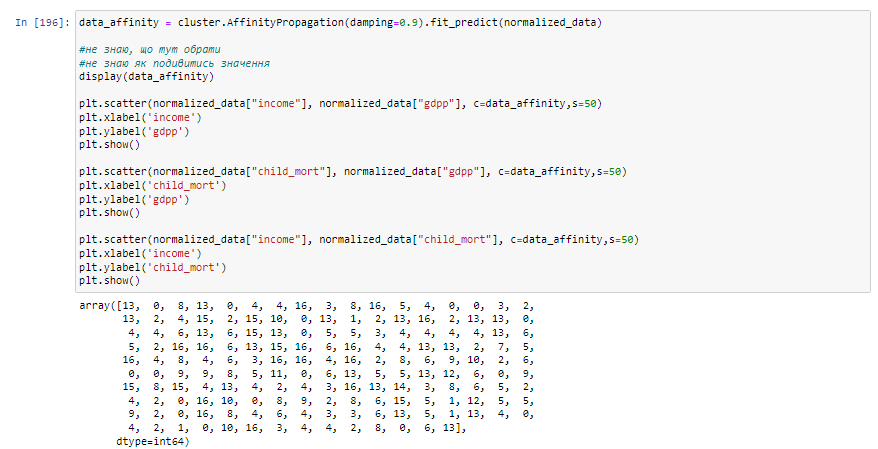 In [196]: data_affinity = cluster.AffinityPropagation(damping=0.9).fit_predict(normalized_data)
#не знаю, що тут обрати
#не знаю як подивитись значення
display(data_affinity)
plt.scatter(normalized_data["income"], normalized_data["gdpp"], c=data_affinity,s=50)
plt.xlabel('income')
plt.ylabel('gdpp')
plt.show()
plt.scatter(normalized_data["child_mort"], normalized_data["gdpp"], c=data_affinity,s=50)
plt.xlabel('child_mort')
plt.ylabel('gdpp')
plt.show()
plt.scatter(normalized_data["income"], normalized_data["child_mort"], c=data_affinity,s=50)
plt.xlabel('income')
plt.ylabel('child_mort')
plt.show()
array([13, 0, 8, 13, 0, 4, 4, 16, 3, 8, 16, 5, 4, 0, 0, 3, 2,
13, 2, 4, 15, 2, 15, 10, 0, 13, 1, 2, 13, 16, 2, 13, 13, 0,
4, 4, 6, 13, 6, 15, 13, 0, 5, 5, 3, 4, 4, 4, 4, 13, 6,
5, 2, 16, 16, 6, 13, 15, 16, 6, 16, 4, 4, 13, 13, 2, 7, 5,
16, 4, 8, 4, 6, 3, 16, 16, 4, 16, 2, 8, 6, 9, 10, 2, 6,
0, 0, 9, 9, 8, 5, 11, 0, 6, 13, 5, 5, 13, 12, 6, 0, 9,
15, 8, 15, 4, 13, 4, 2, 4, 3, 16, 13, 14, 3, 8, 6, 5, 2,
4, 2, 0, 16, 10, 0, 8, 9, 2, 8, 6, 15, 5, 1, 12, 5, 5,
9, 2, 0, 16, 8, 4, 6, 4, 3, 3, 6, 13, 5, 1, 13, 4, 0,
4, 2, 1, 0, 10, 16, 3, 4, 4, 2, 8, 0, 6, 13],
dtype=int64)